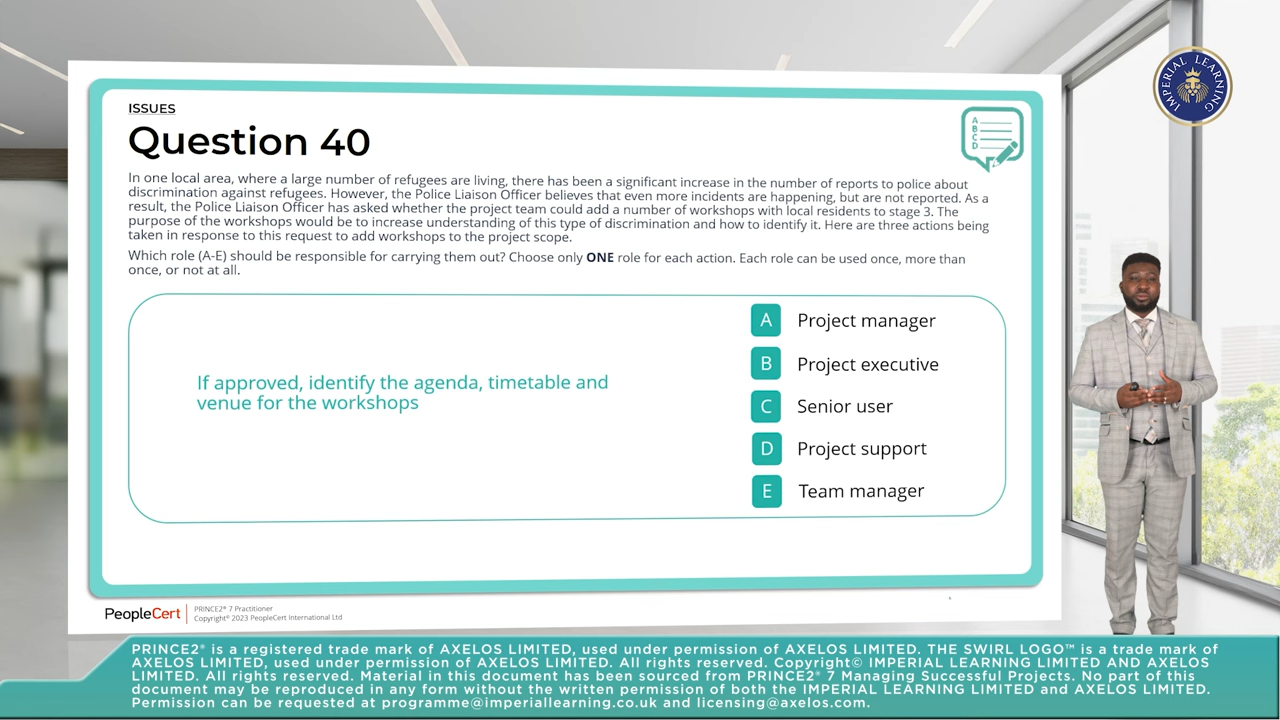 ISSUES
Question 40
In one local area, where a large number of refugees are living, there has been a significant increase in the number of reports to police about
discrimination against refugees. However, the Police Liaison Officer believes that even more incidents are happening, but are not reported. As a
result, the Police Liaison Officer has asked whether the project team could add a number of workshops with local residents to stage 3. The
purpose of the workshops would be to increase understanding of this type of discrimination and how to identify it. Here are three actions being
taken in response to this request to add workshops to the project scope.
Which role (A-E) should be responsible for carrying them out? Choose only ONE role for each action. Each role can be used once, more than
once, or not at all.
A
B
C
D
If approved, identify the agenda, timetable and
venue for the workshops
A Project manager
B Project executive
C Senior user
D Project support
E Team manager
PeopleCert
PRINCE2® 7 Practitioner
Copyright® 2023 PeopleCert International Ltd
IMPERIAL LEARNING
PRINCE2® is a registered trade mark of AXELOS LIMITED, used under permission of AXELOS LIMITED. THE SWIRL LOGO™ is a trade mark of
AXELOS LIMITED, used under permission of AXELOS LIMITED. All rights reserved. Copyright© IMPERIAL LEARNING LIMITED AND AXELOS
LIMITED. All rights reserved. Material in this document has been sourced from PRINCE2® 7 Managing Successful Projects. No part of this
document may be reproduced in any form without the written permission of both the IMPERIAL LEARNING LIMITED and AXELOS LIMITED.
Permission can be requested at programme@imperiallearning.co.uk and licensing@axelos.com.